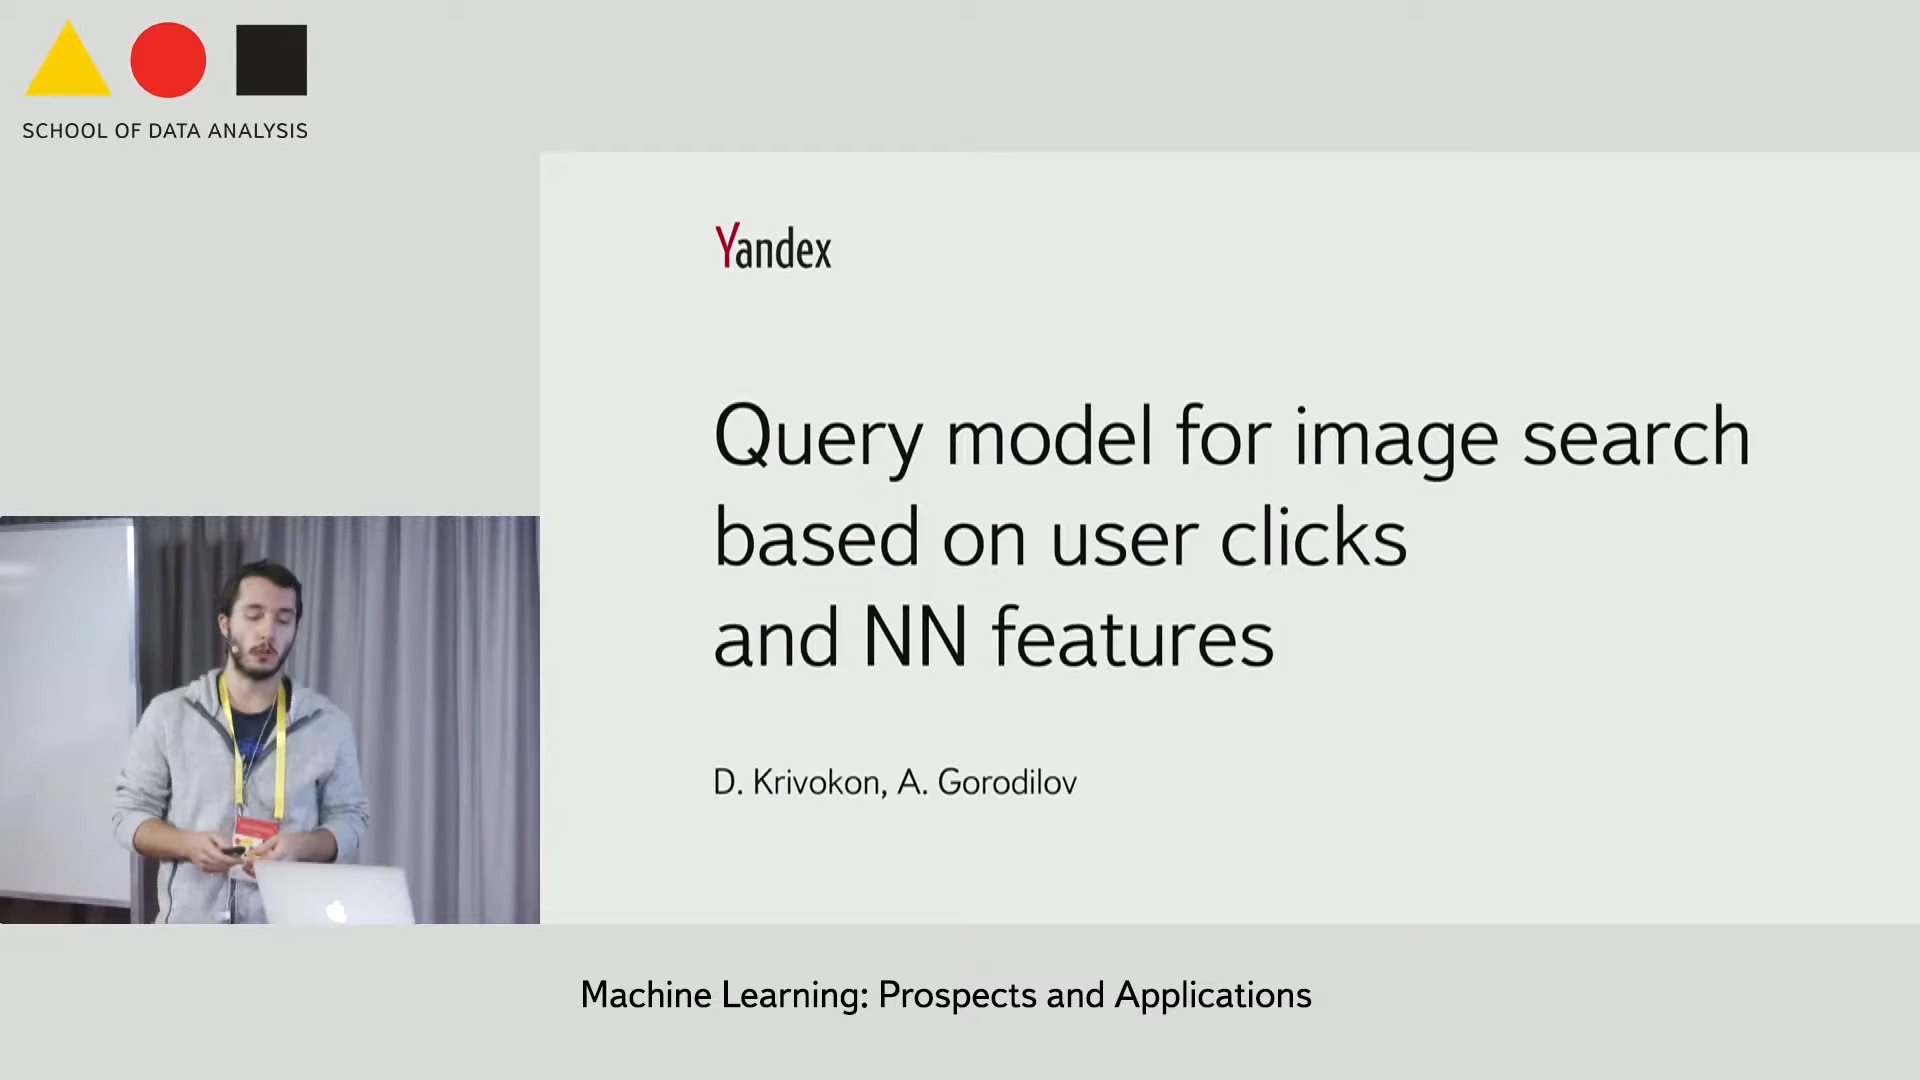 SCHOOL OF DATA ANALYSIS
Yandex
Query model for image search
based on user clicks
and NN features
D. Krivokon, A. Gorodilov
Machine Learning: Prospects and Applications